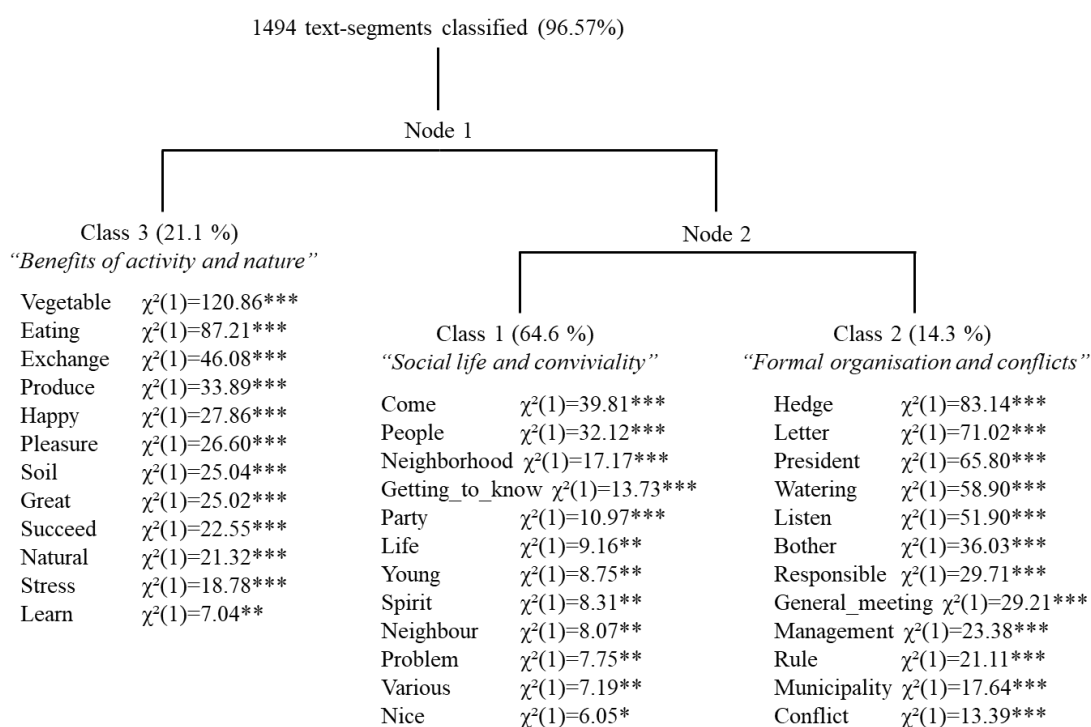 1494 text-segments classified (96.57%)
Node 1
Class 3 (21.1 %)
“Benefits of activity and nature”
Vegetable χ²(1)=120.86***
Eating χ²(1)=87.21***
Exchange χ²(1)=46.08***
Produce χ²(1)=33.89***
Happy χ²(1)=27.86***
Pleasure χ²(1)=26.60***
Soil χ²(1)=25.04***
Great χ²(1)=25.02***
Succeed χ²(1)=22.55***
Natural χ²(1)=21.32***
Stress χ²(1)=18.78***
Learn χ²(1)=7.04**
Node 2
Class 1 (64.6 %)
“Social life and conviviality”
Come χ²(1)=39.81***
People χ²(1)=32.12***
Neighborhood χ²(1)=17.17***
Getting_to_know χ²(1)=13.73***
Party χ²(1)=10.97***
Life χ²(1)=9.16**
Young χ²(1)=8.75**
Spirit χ²(1)=8.31**
Neighbour χ²(1)=8.07**
Problem χ²(1)=7.75**
Various χ²(1)=7.19**
Nice χ²(1)=6.05*
Class 2 (14.3 %)
“Formal organisation and conflicts”
Hedge χ²(1)=83.14***
Letter χ²(1)=71.02***
President χ²(1)=65.80***
Watering χ²(1)=58.90***
Listen χ²(1)=51.90***
Bother χ²(1)=36.03***
Responsible χ²(1)=29.71***
General_meeting χ²(1)=29.21***
Management χ²(1)=23.38***
Rule χ²(1)=21.11***
Municipality χ²(1)=17.64***
Conflict χ²(1)=13.39***